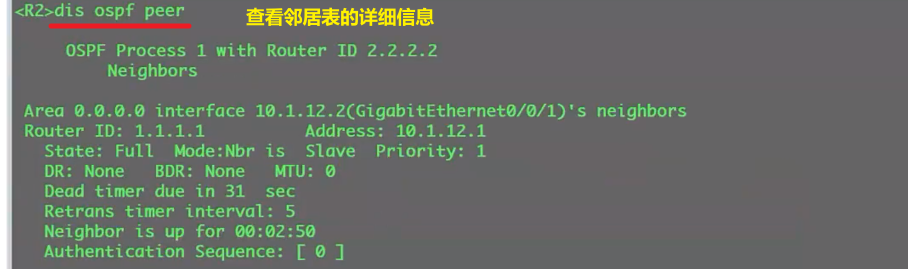 <R2>dis ospf peer
查看邻居表的详细信息
OSPF Process 1 with Router ID 2.2.2.2
Neighbors
Area 0.0.0.0 interface 10.1.12.2(GigabitEthernet0/0/1)'s neighbors
Router ID: 1.1.1.1 Address: 10.1.12.1
State: Full Mode:Nbr is Slave Priority: 1
DR: None BDR: None MTU: 0
Dead timer due in 31 sec
Retrans timer interval: 5
Neighbor is up for 00:02:50
Authentication Sequence: [ 0 ]